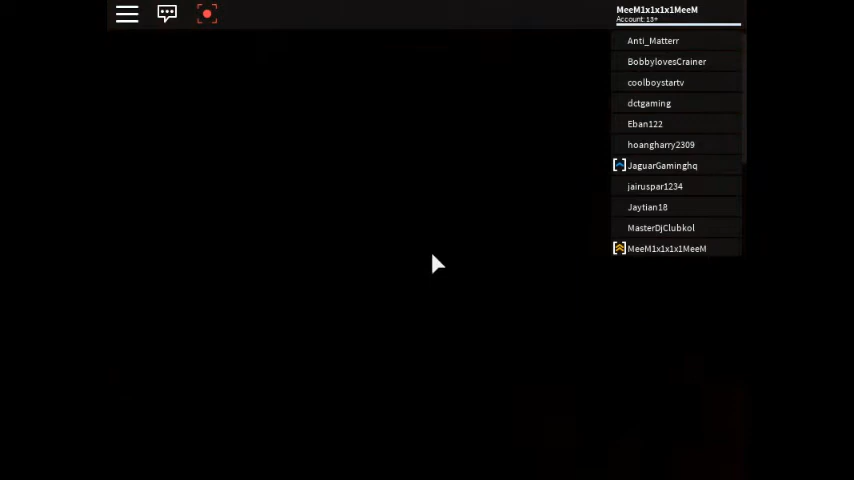 MeeM1x1x1x1MeeM
Account: 13+
Anti_Matterr
BobbylovesCrainer
coolboystartv
dctgaming
Eban122
hoangharry2309
JaguarGaminghq
jairuspar1234
Jaytian18
MasterDjClubkol
MeeM1x1x1x1MeeM